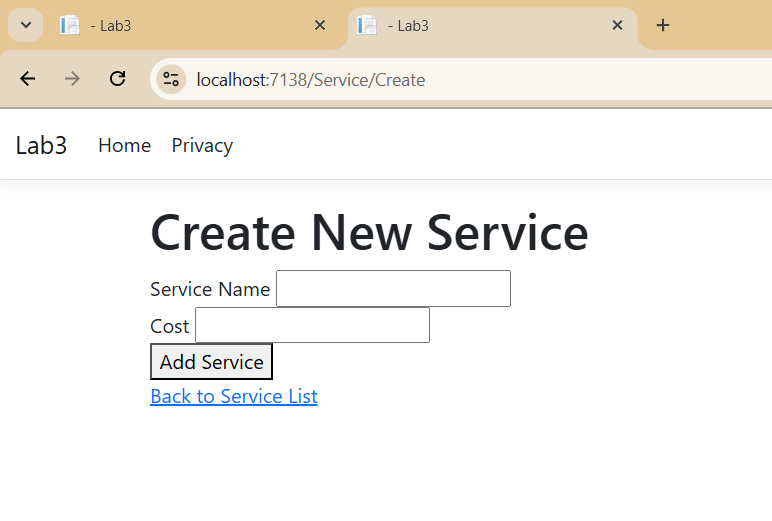 - Lab3
- Lab3
localhost:7138/Service/Create
Lab3 Home Privacy
Create New Service
Service Name
Cost
Add Service
Back to Service List